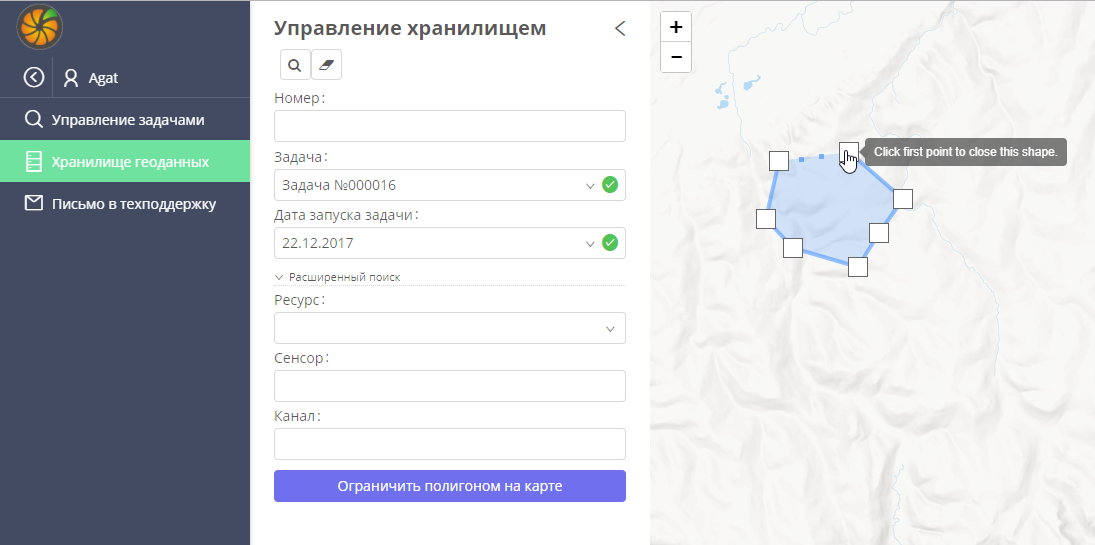 Управление хранилищем
Agat
Управление задачами
Хранилище геоданных
Письмо в техподдержку
Номер:
Задача:
Задача №000016
Дата запуска задачи:
22.12.2017
Расширенный поиск
Ресурс:
Сенсор:
Канал:
Ограничить полигоном на карте
+
−
Click first point to close this shape.